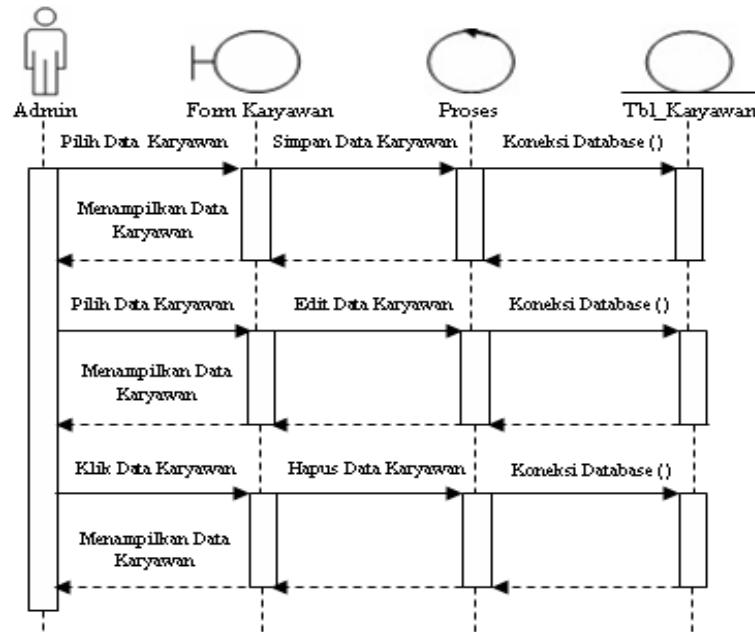 Admin
Form Karyawan
Proses
Tbl_Karyawan
Pilih Data Karyawan
Simpan Data Karyawan
Koneksi Database ()
Menampilkan Data
Karyawan
Pilih Data Karyawan
Edit Data Karyawan
Koneksi Database ()
Menampilkan Data
Karyawan
Klik Data Karyawan
Hapus Data Karyawan
Koneksi Database ()
Menampilkan Data
Karyawan